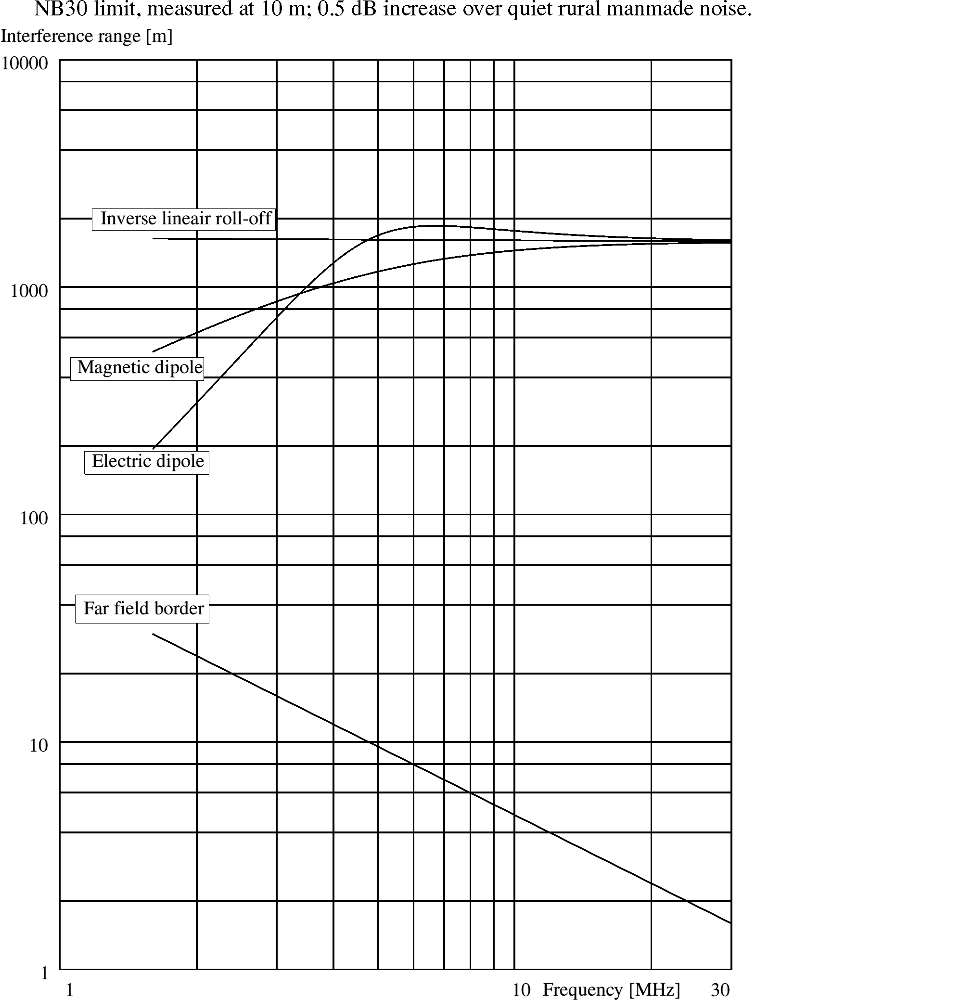 NB30 limit, measured at 10 m; 0.5 dB increase over quiet rural manmade noise.
Interference range [m]
10000
Inverse lineair roll-off
1000
Magnetic dipole
Electric dipole
100
Far field border
10
1
1 10 Frequency [MHz] 30